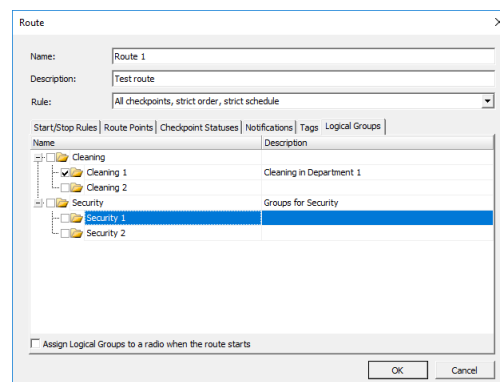 Route
Name: Route 1
Description: Test route
Rule: All checkpoints, strict order, strict schedule
Start/Stop Rules Route Points Checkpoint Statuses Notifications Tags Logical Groups
Name Description
Cleaning
Cleaning 1 Cleaning in Department 1
Cleaning 2
Security Groups for Security
Security 1
Security 2
Assign Logical Groups to a radio when the route starts
OK Cancel